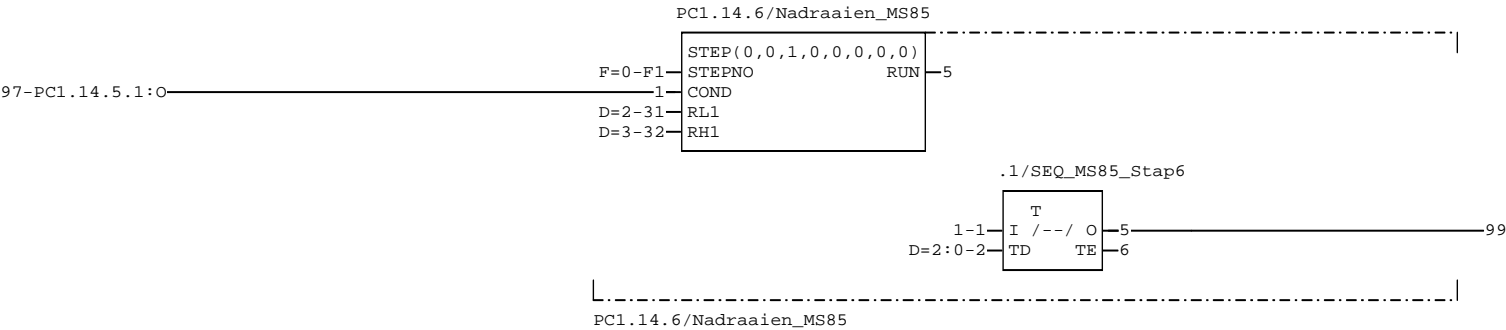 PC1.14.6/Nadraaien_MS85
STEP(0,0,1,0,0,0,0,0)
F=0-F1 STEPNO RUN 5
97-PC1.14.5.1:O 1 COND
D=2-31 RL1
D=3-32 RH1
.1/SEQ_MS85_Stap6
T
1-1 I /--/ O 5 99
D=2:0-2 TD TE 6
PC1.14.6/Nadraaien_MS85